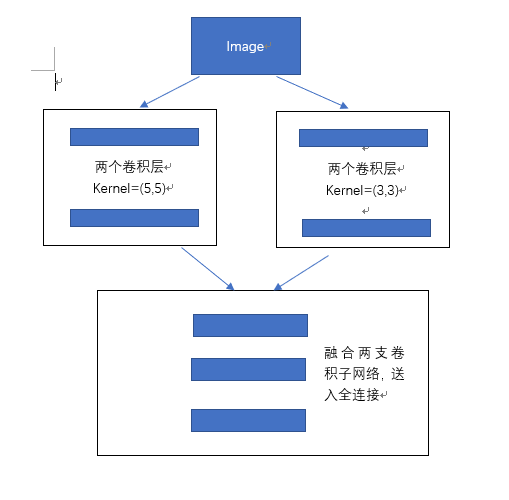 Image
两个卷积层
Kernel=(5,5)
两个卷积层
Kernel=(3,3)
融合两支卷
积子网络，送
入全连接